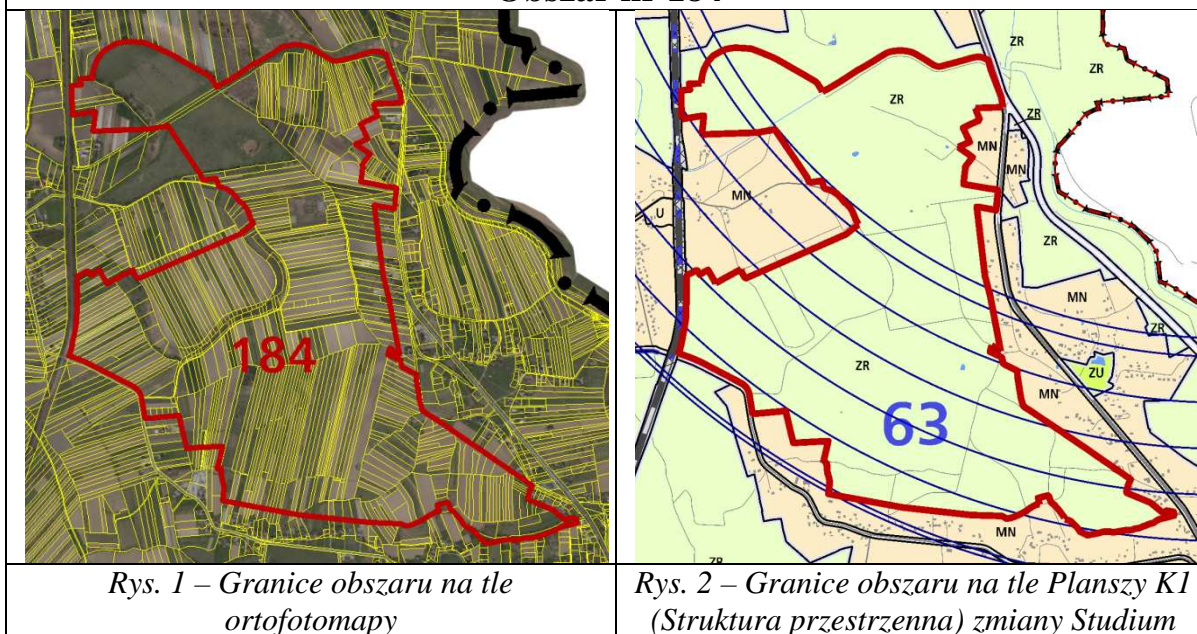 Obszar nr 184
184
ZR
ZR
ZR
ZR
MN
MN
MN
U
ZR
MN
ZR
ZR
ZU
MN
63
MN
ZR
Rys. 1 – Granice obszaru na tle
ortofotomapy
Rys. 2 – Granice obszaru na tle Planszy K1
(Struktura przestrzenna) zmiany Studium